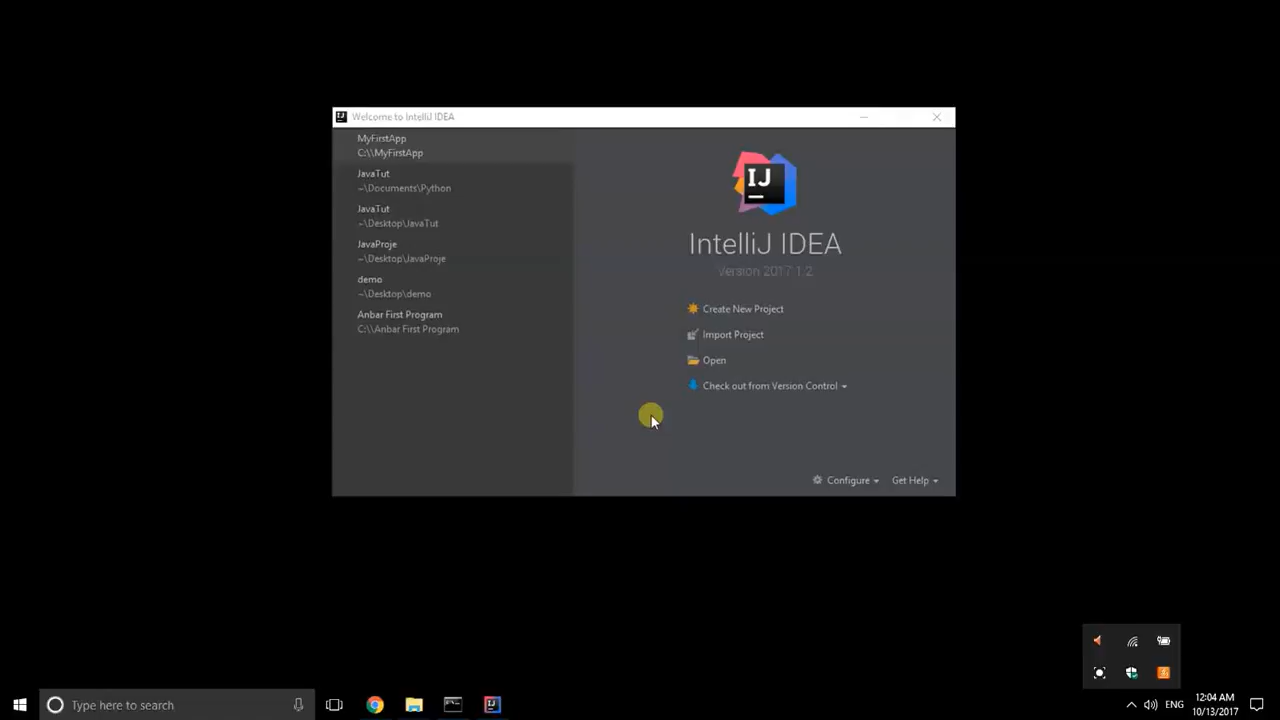 Welcome to IntelliJ IDEA
MyFirstApp
C:\\MyFirstApp
JavaTut
~\Documents\Python
JavaTut
~\Desktop\JavaTut
JavaProje
~\Desktop\JavaProje
demo
~\Desktop\demo
Anbar First Program
C:\\Anbar First Program
IJ
IntelliJ IDEA
Version 2017.1.2
Create New Project
Import Project
Open
Check out from Version Control
Configure
Get Help
Type here to search
ENG
12:04 AM
10/13/2017